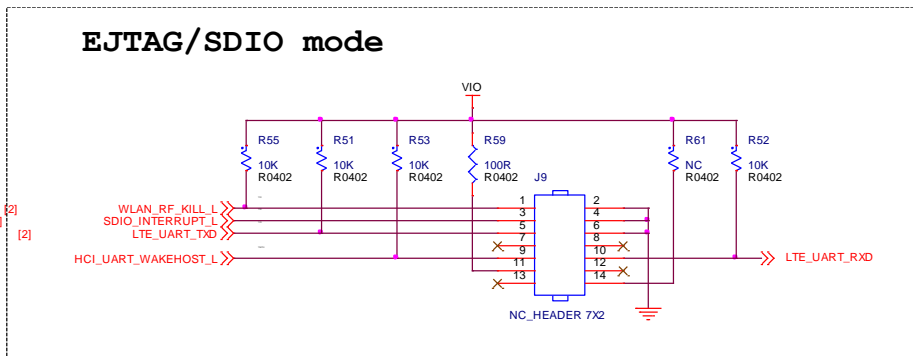 EJTAG/SDIO mode
VIO
R55
R51
R53
R59
R61
R52
10K
10K
10K
100R
NC
10K
R0402
R0402
R0402
R0402
R0402
R0402
J9
1
2
[2]
WLAN_RF_KILL_L
3
4
SDIO_INTERRUPT_L
5
6
[2]
LTE_UART_TXD
7
8
9
10
HCI_UART_WAKEHOST_L
LTE_UART_RXD
11
12
13
14
NC_HEADER 7X2